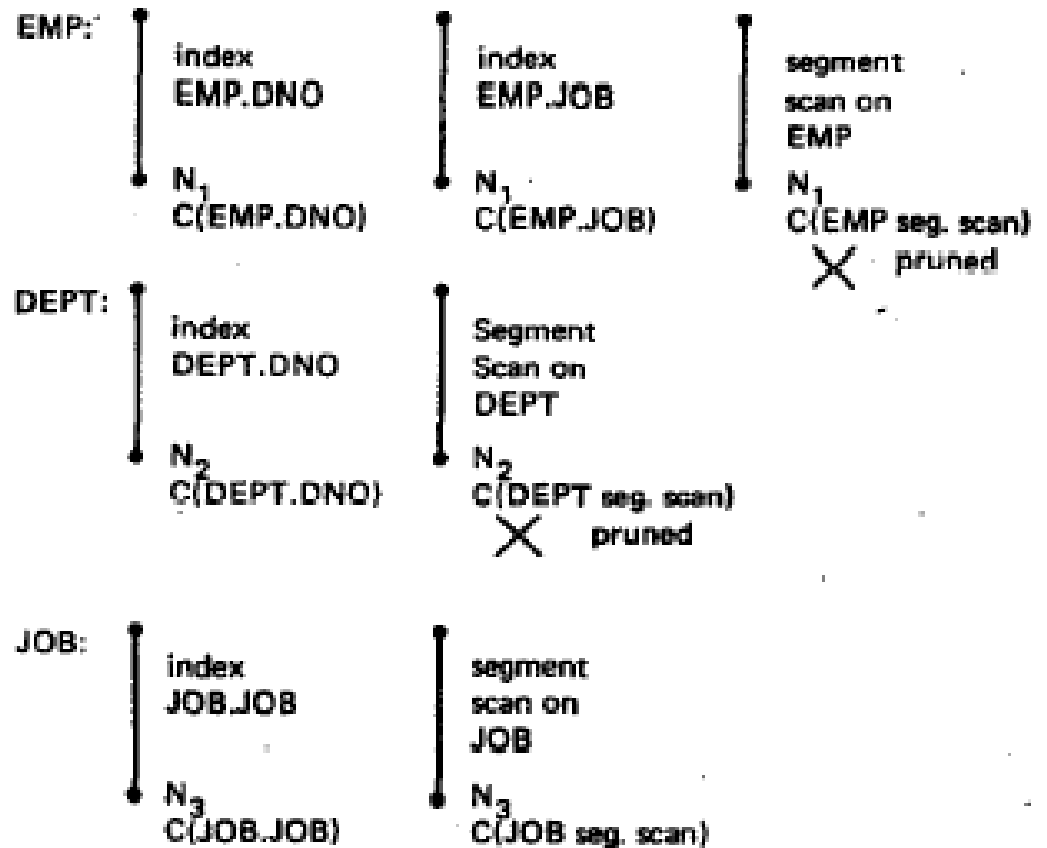 EMP:
index
EMP.DNO
N₁
C(EMP.DNO)
index
EMP.JOB
N₁
C(EMP.JOB)
segment
scan on
EMP
N₁
C(EMP seg. scan)
pruned
DEPT:
index
DEPT.DNO
N₂
C(DEPT.DNO)
Segment
Scan on
DEPT
N₂
C(DEPT seg. scan)
pruned
JOB:
index
JOB.JOB
N₃
C(JOB.JOB)
segment
scan on
JOB
N₃
C(JOB seg. scan)